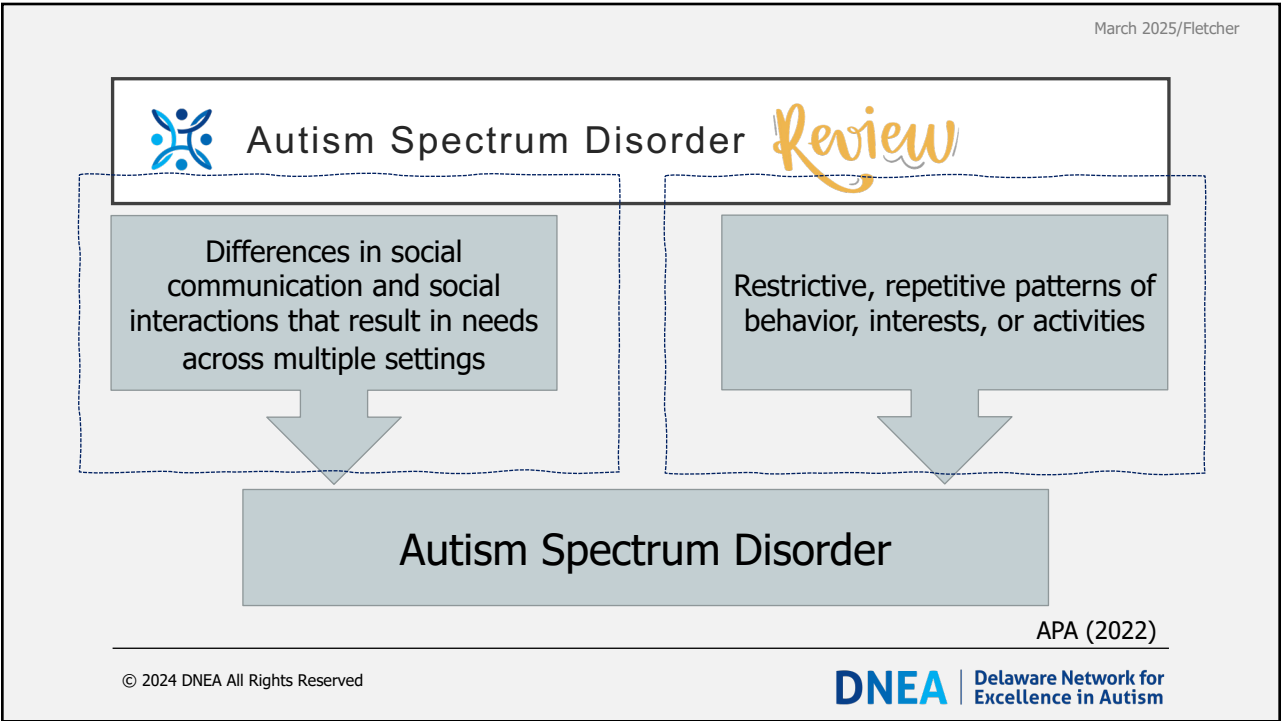 March 2025/Fletcher
Autism Spectrum Disorder Review
Differences in social
communication and social
interactions that result in needs
across multiple settings
Restrictive, repetitive patterns of
behavior, interests, or activities
Autism Spectrum Disorder
APA (2022)
© 2024 DNEA All Rights Reserved
DNEA
Delaware Network for
Excellence in Autism